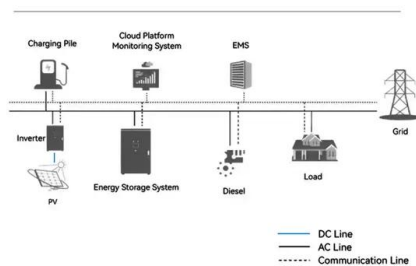 Charging Pile
Cloud Platform
Monitoring System
EMS
Grid
Inverter
PV
Energy Storage System
Diesel
Load
DC Line
AC Line
Communication Line